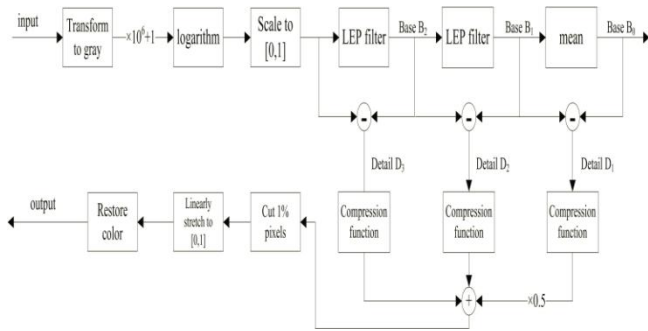 input
Transform
to gray
×10⁶+1
logarithm
Scale to
[0,1]
LEP filter
Base B₂
LEP filter
Base B₁
mean
Base B₀
-
-
-
Detail D₃
Detail D₂
Detail D₁
output
Restore
color
Linearly
stretch to
[0,1]
Cut 1%
pixels
Compression
function
Compression
function
Compression
function
+
×0.5